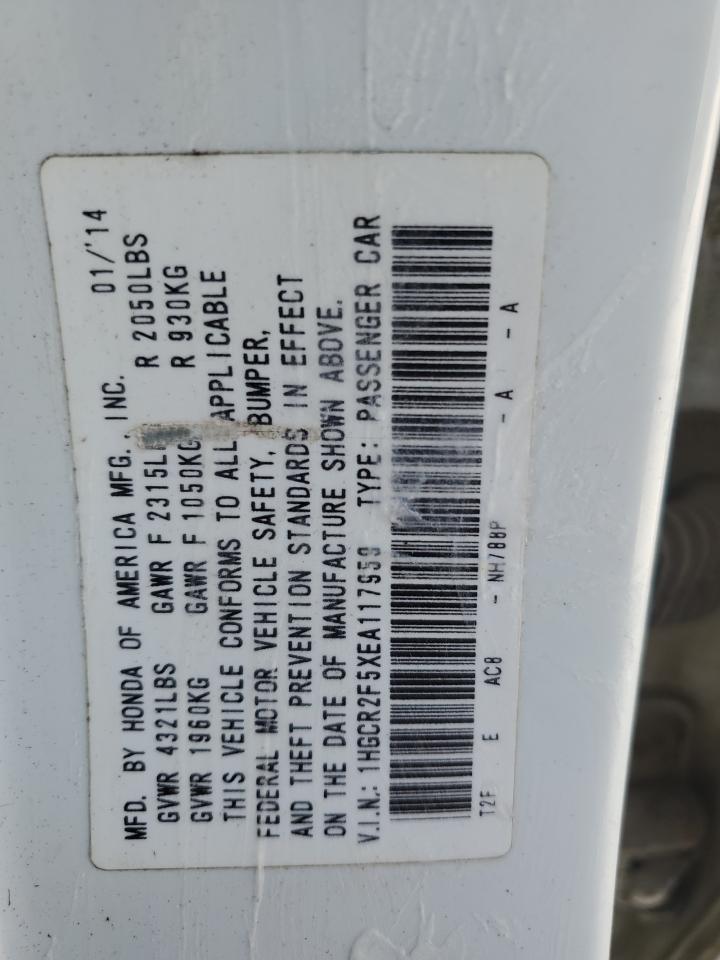 MFD. BY HONDA OF AMERICA MFG., INC. 01/'14
GVWR 4321LBS GAWR F 2315L R 2050LBS
GVWR 1960KG GAWR F 1050KG R 930KG
THIS VEHICLE CONFORMS TO ALL APPLICABLE
FEDERAL MOTOR VEHICLE SAFETY, BUMPER,
AND THEFT PREVENTION STANDARDS IN EFFECT
ON THE DATE OF MANUFACTURE SHOWN ABOVE.
V.I.N.: 1HGCR2F5XEA117959 TYPE: PASSENGER CAR
T2F E AC8 - NH788P - A - A